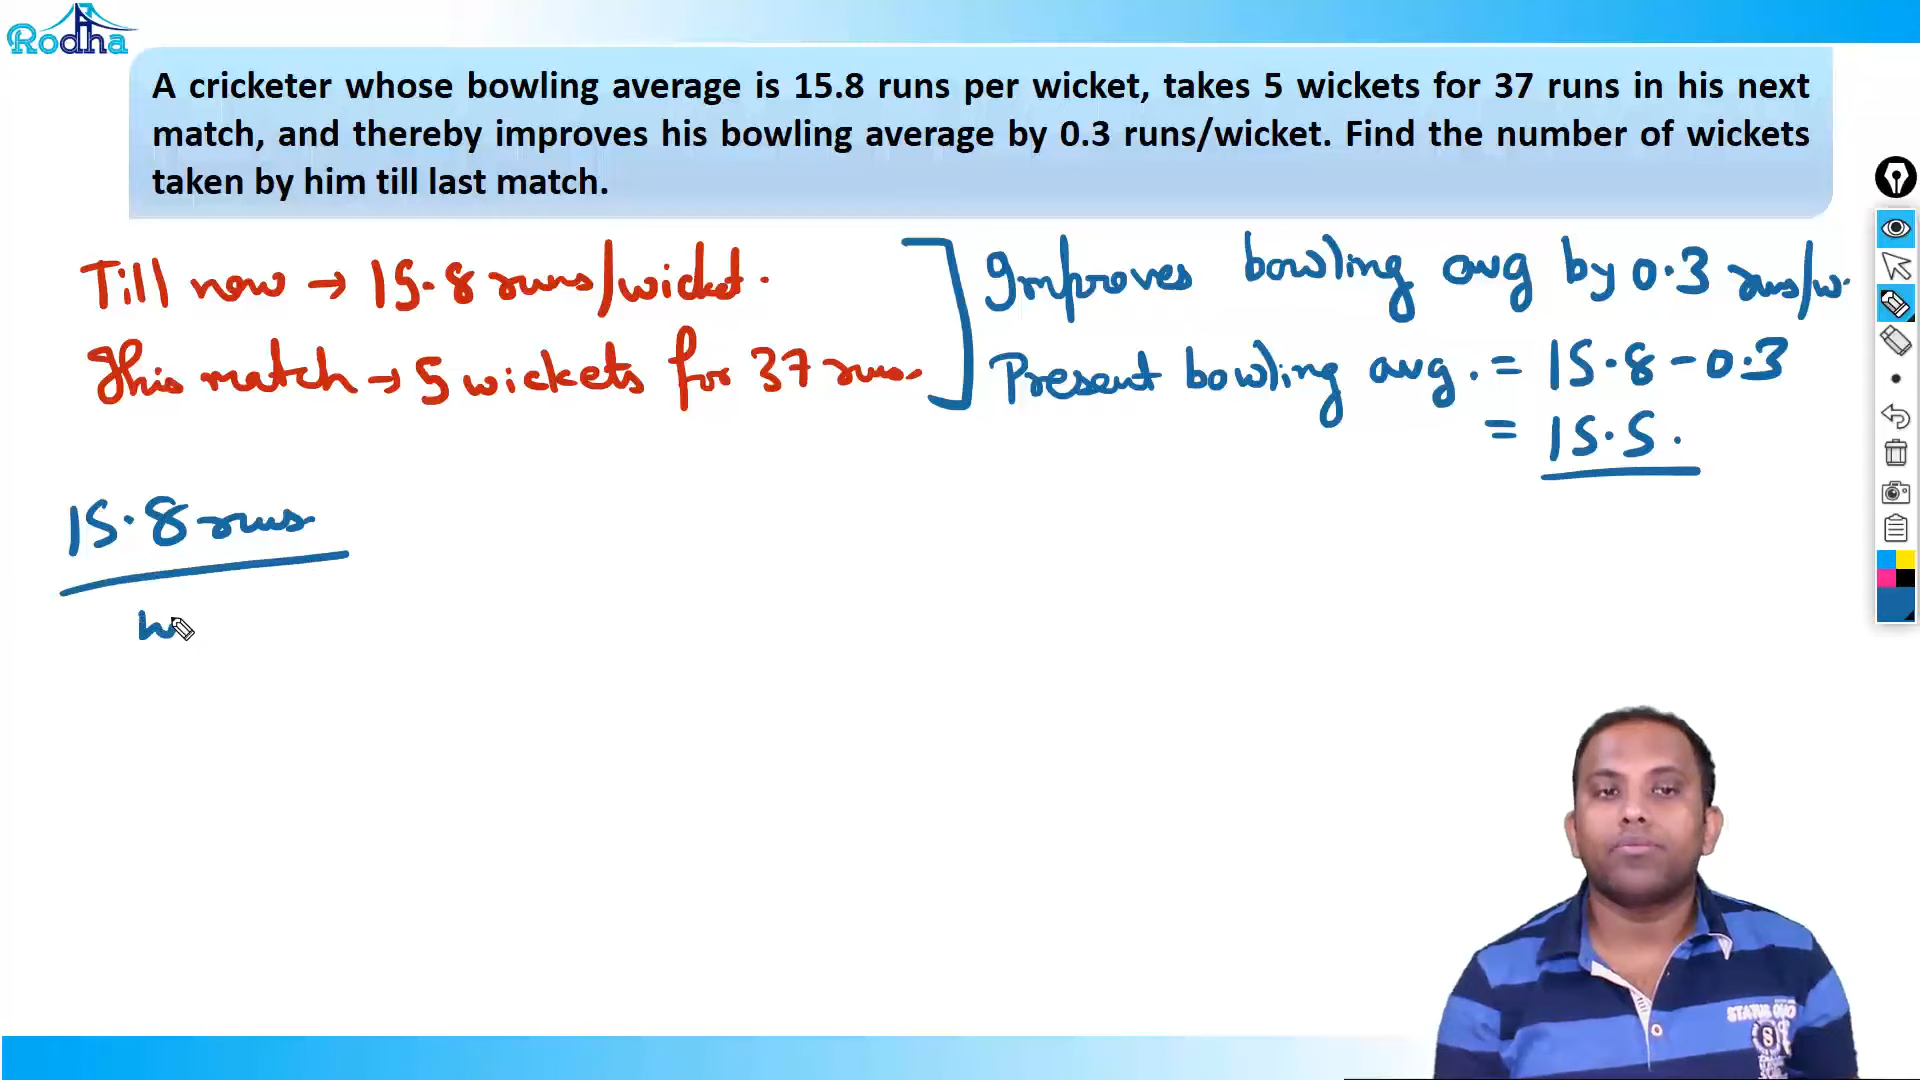 Rodha
A cricketer whose bowling average is 15.8 runs per wicket, takes 5 wickets for 37 runs in his next
match, and thereby improves his bowling average by 0.3 runs/wicket. Find the number of wickets
taken by him till last match.
Till now → 15.8 runs/wicket.
This match → 5 wickets for 37 runs.
Improves bowling avg by 0.3 runs/w.
Present bowling avg. = 15.8 - 0.3
= 15.5.
15.8 runs
w
STATUS QUO